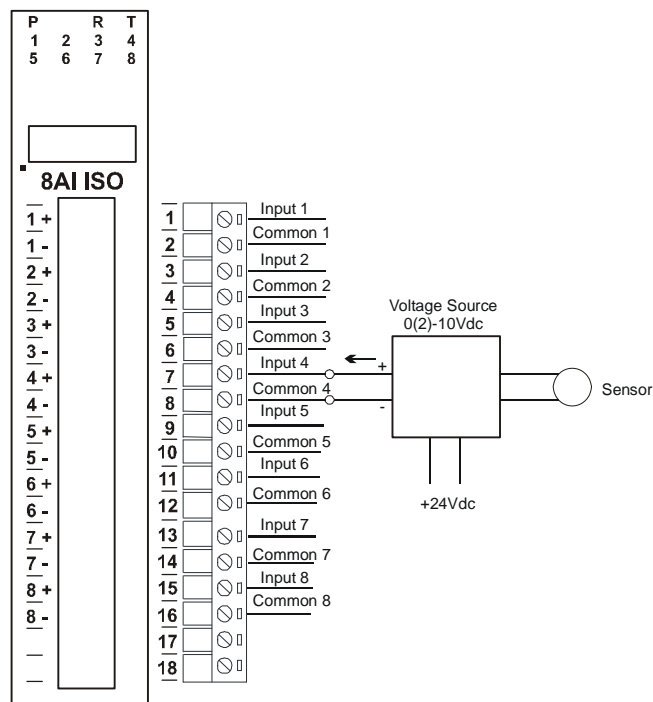 P R T
1 2 3 4
5 6 7 8
8AI ISO
1 +
1 -
2 +
2 -
3 +
3 -
4 +
4 -
5 +
5 -
6 +
6 -
7 +
7 -
8 +
8 -
1 Input 1
2 Common 1
3 Input 2
4 Common 2
5 Input 3
6 Common 3
7 Input 4
8 Common 4
9 Input 5
10 Common 5
11 Input 6
12 Common 6
13 Input 7
14 Common 7
15 Input 8
16 Common 8
17
18
Voltage Source
0(2)-10Vdc
+
-
Sensor
+24Vdc